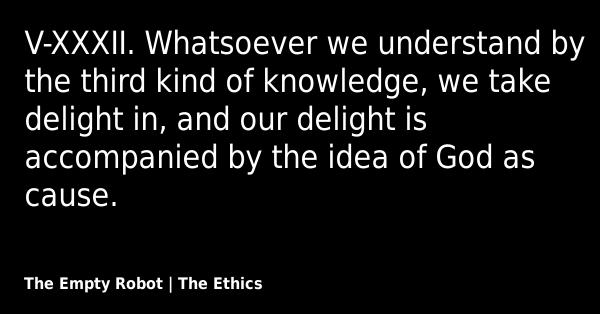 V-XXXII. Whatsoever we understand by
the third kind of knowledge, we take
delight in, and our delight is
accompanied by the idea of God as
cause.
The Empty Robot | The Ethics